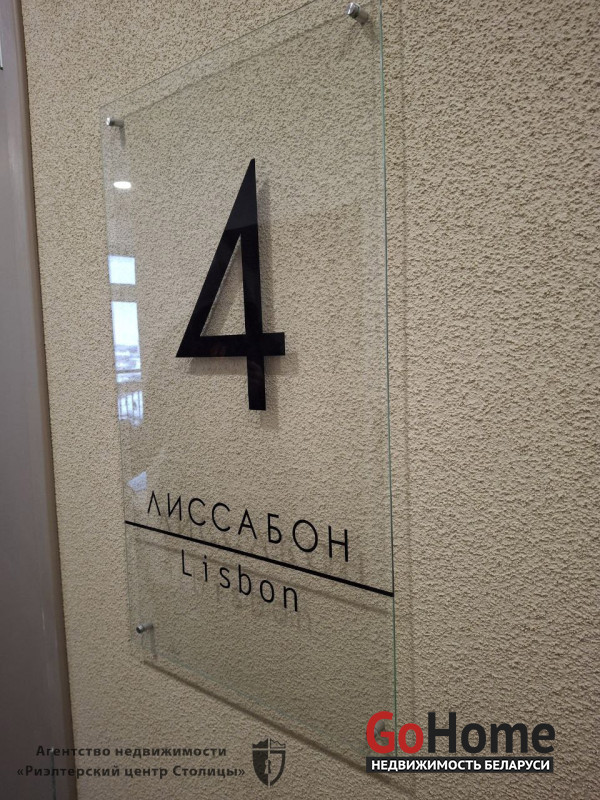 4
ЛИССАБОН
Lisbon
Агентство недвижимости
«Риэлтерский центр Столицы»
GoHome
НЕДВИЖИМОСТЬ БЕЛАРУСИ